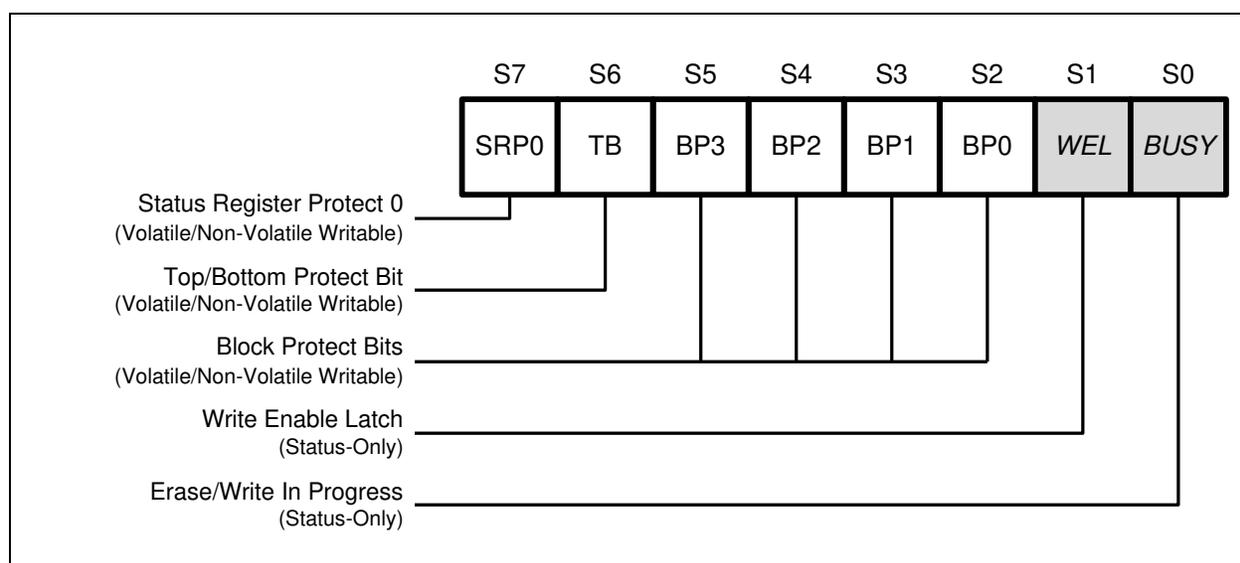 S7 S6 S5 S4 S3 S2 S1 S0
SRP0 TB BP3 BP2 BP1 BP0 WEL BUSY
Status Register Protect 0
(Volatile/Non-Volatile Writable)
Top/Bottom Protect Bit
(Volatile/Non-Volatile Writable)
Block Protect Bits
(Volatile/Non-Volatile Writable)
Write Enable Latch
(Status-Only)
Erase/Write In Progress
(Status-Only)